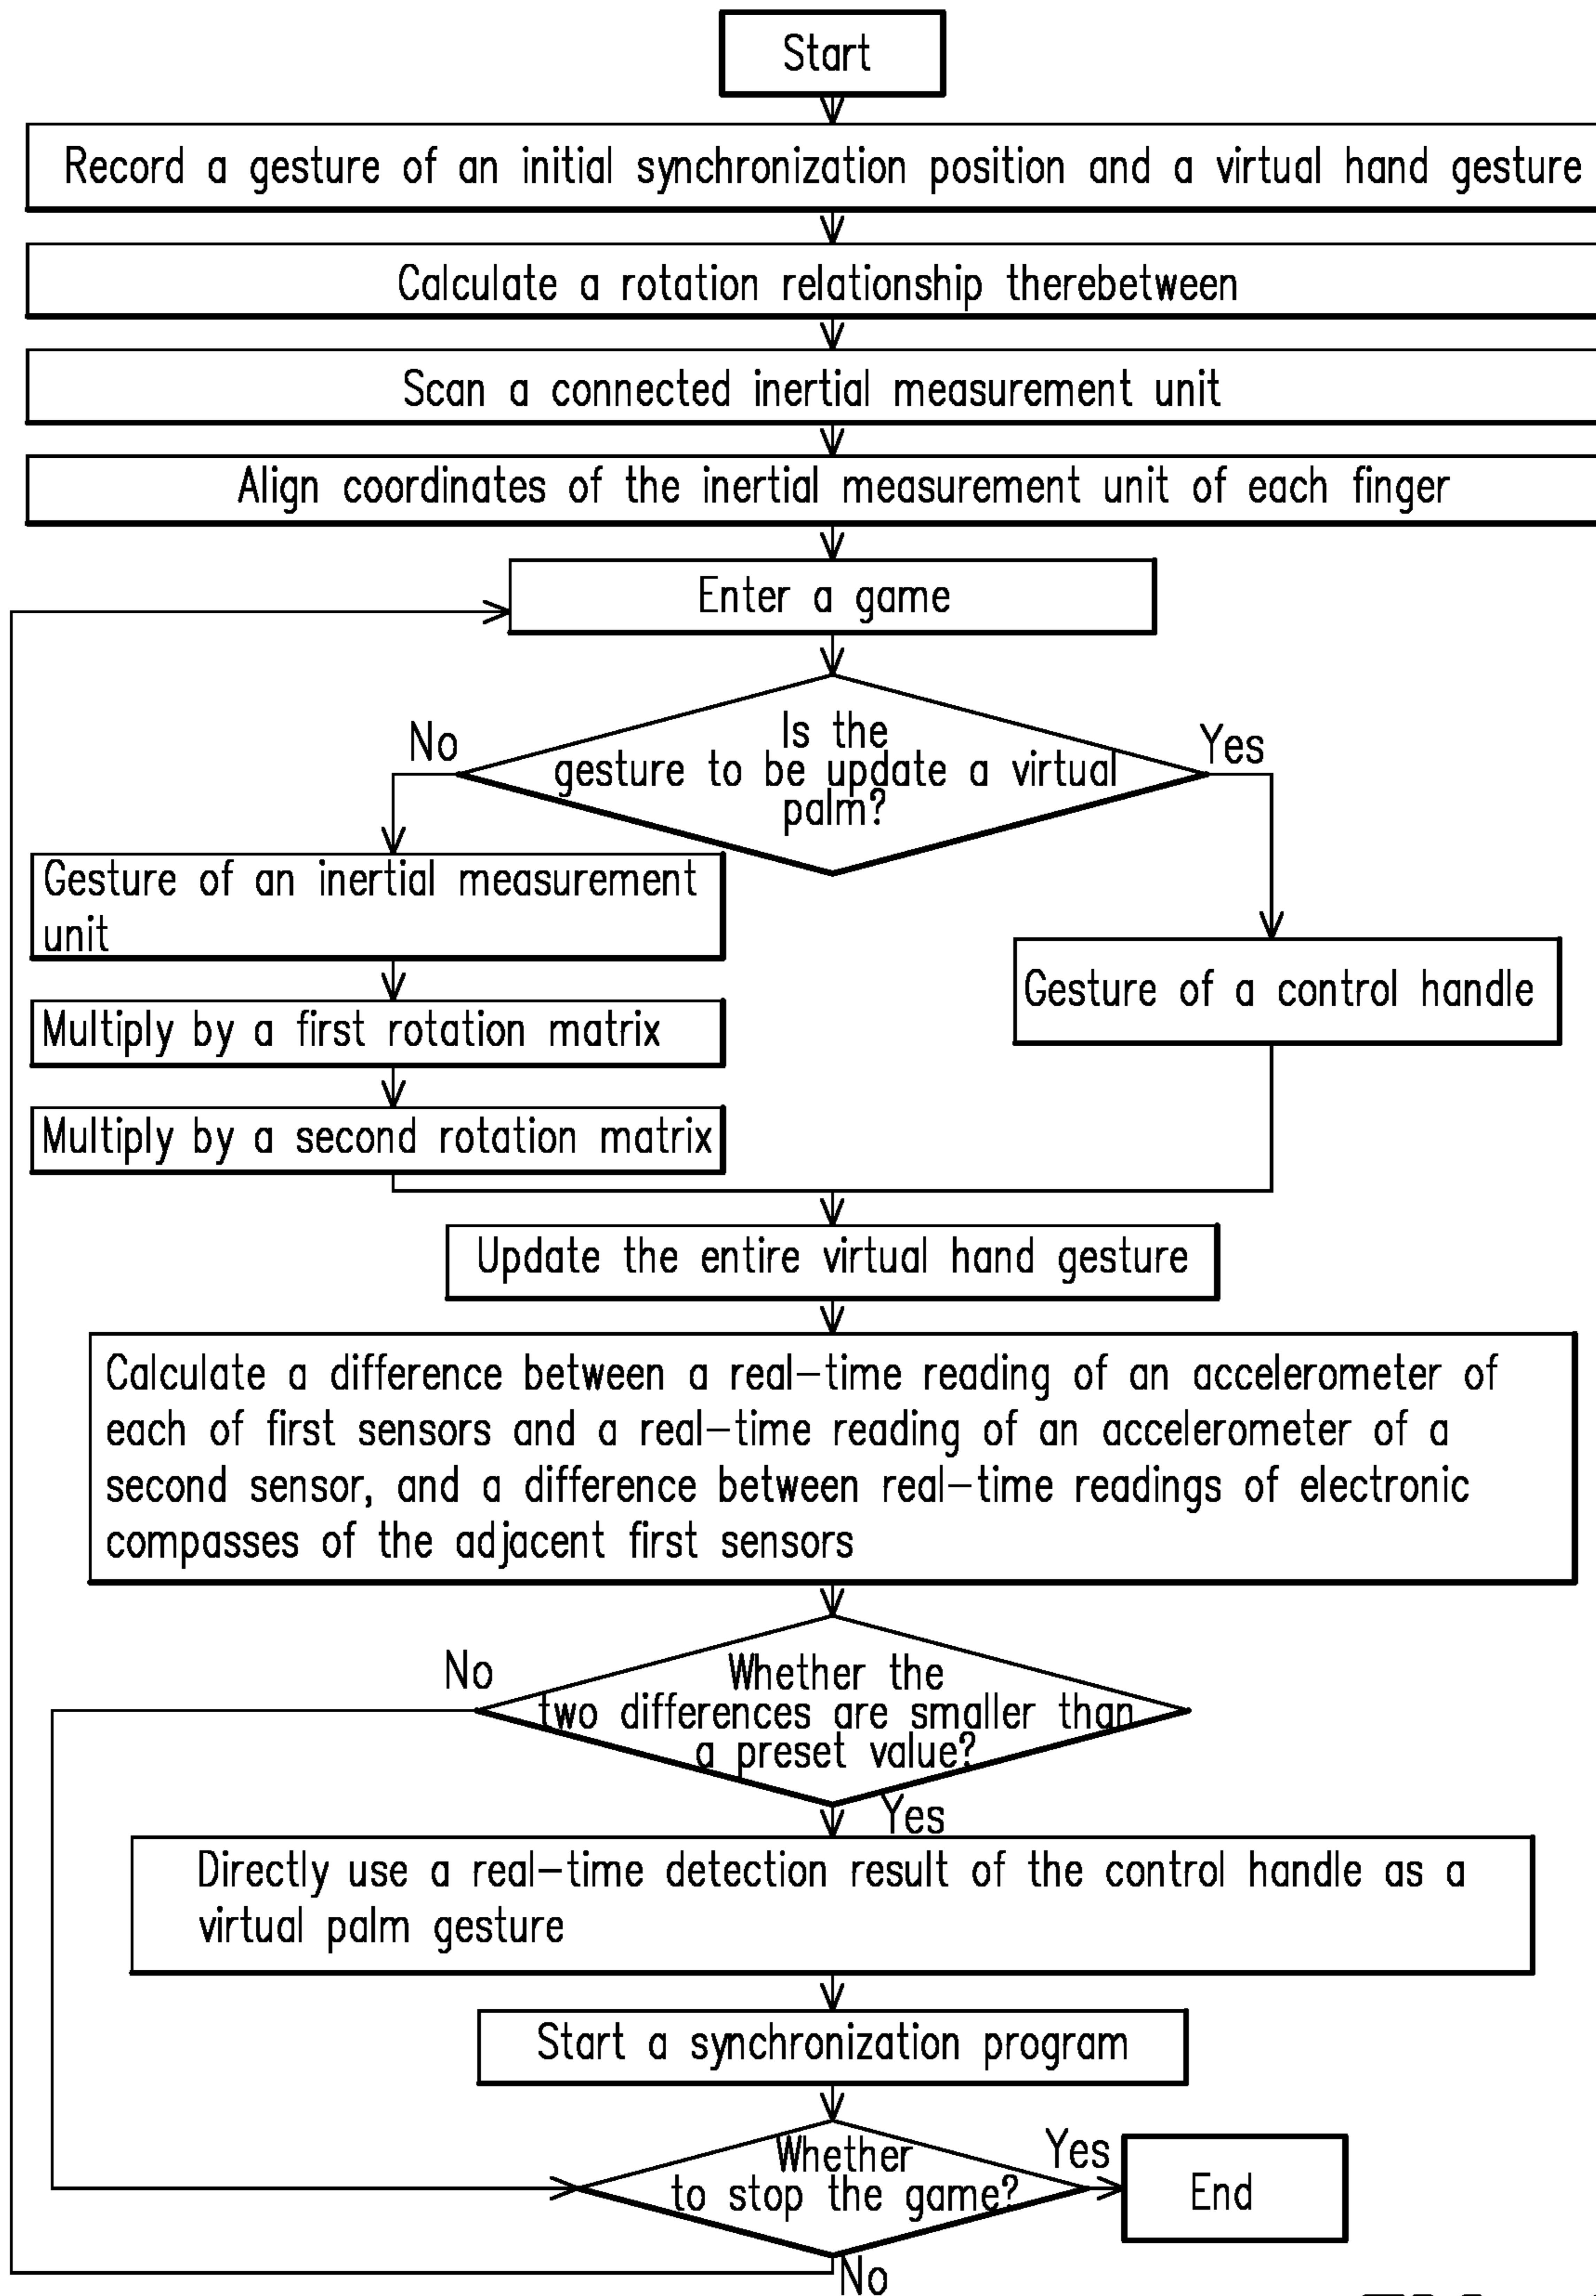 Start
Record a gesture of an initial synchronization position and a virtual hand gesture
Calculate a rotation relationship therebetween
Scan a connected inertial measurement unit
Align coordinates of the inertial measurement unit of each finger
Enter a game
Is the
gesture to be update a virtual
palm?
No
Yes
Gesture of an inertial measurement
unit
Gesture of a control handle
Multiply by a first rotation matrix
Multiply by a second rotation matrix
Update the entire virtual hand gesture
Calculate a difference between a real-time reading of an accelerometer of
each of first sensors and a real-time reading of an accelerometer of a
second sensor, and a difference between real-time readings of electronic
compasses of the adjacent first sensors
No
Whether the
two differences are smaller than
a preset value?
Yes
Directly use a real-time detection result of the control handle as a
virtual palm gesture
Start a synchronization program
Whether
to stop the game?
Yes
End
No